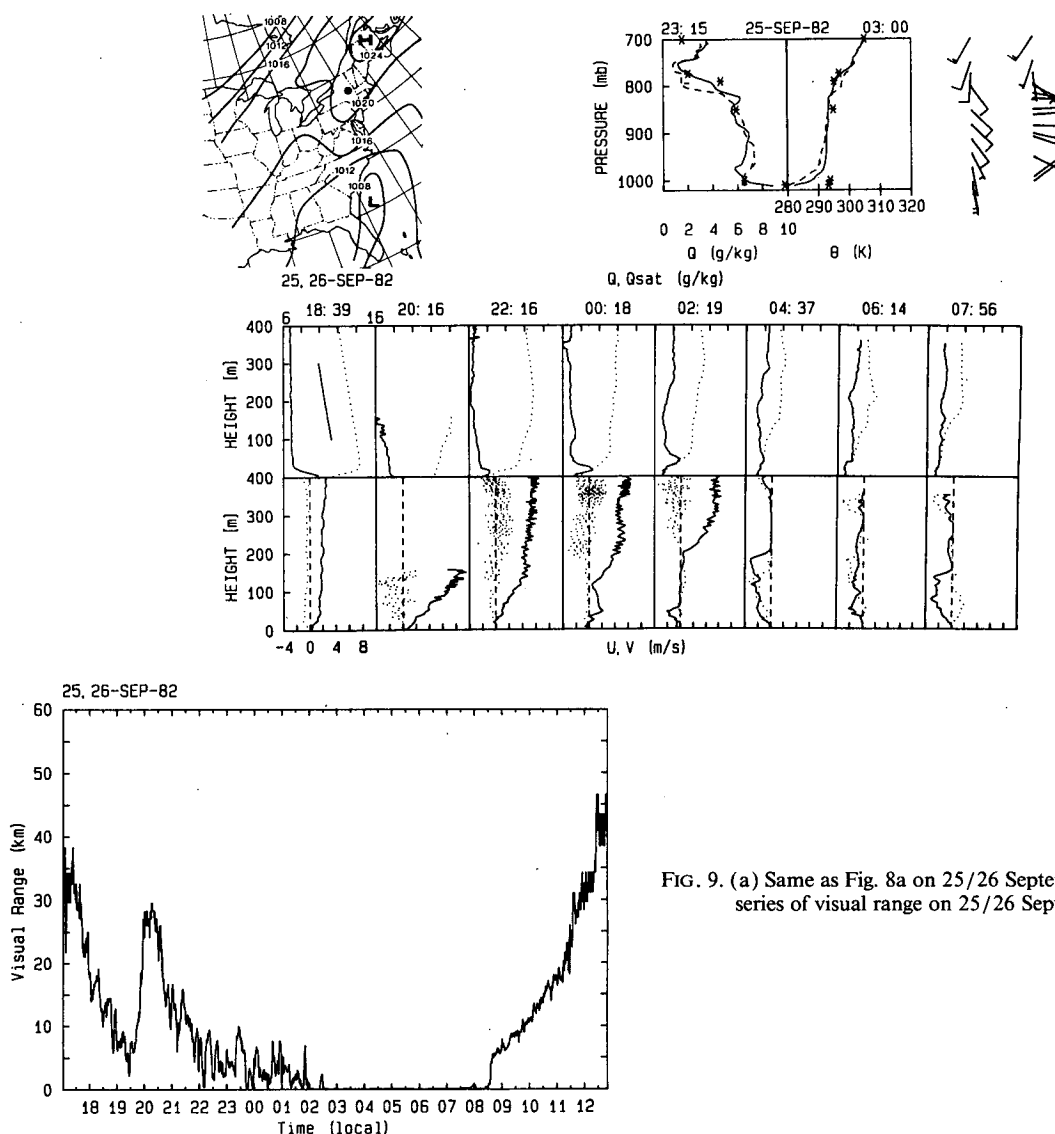 1008
1012
1016
H
1024
1020
1016
1012
1008
L
25, 26-SEP-82
23: 15 25-SEP-82 03: 00
700
800
900
1000
PRESSURE (mb)
280 290 300 310 320
0 2 4 6 8 10
Q (g/kg) θ (K)
Q, Qsat (g/kg)
6 18: 39 16 20: 16 22: 16 00: 18 02: 19 04: 37 06: 14 07: 56
400
300
200
100
HEIGHT [m]
400
300
200
100
0
HEIGHT [m]
-4 0 4 8
U, V (m/s)
25, 26-SEP-82
60
50
40
30
20
10
0
Visual Range (km)
18 19 20 21 22 23 00 01 02 03 04 05 06 07 08 09 10 11 12
Time (local)
FIG. 9. (a) Same as Fig. 8a on 25/26 Septe
series of visual range on 25/26 Sep